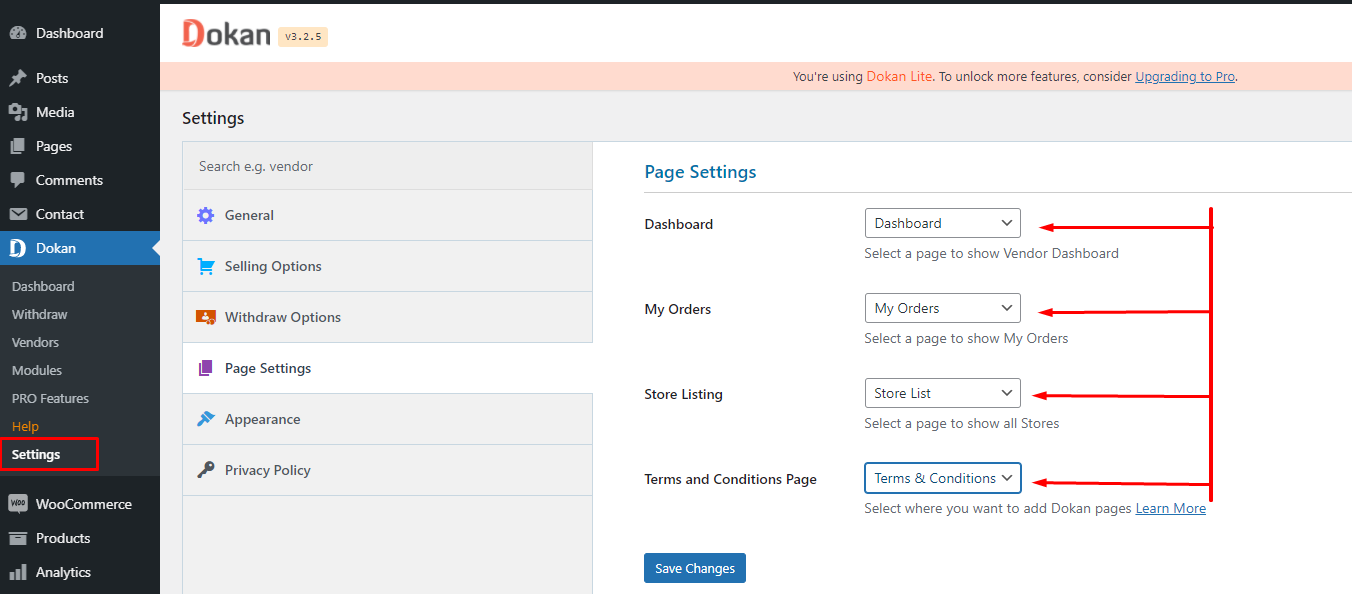 Dashboard
Posts
Media
Pages
Comments
Contact
Dokan
Dashboard
Withdraw
Vendors
Modules
PRO Features
Help
Settings
WooCommerce
Products
Analytics
Dokan v3.2.5
You're using Dokan Lite. To unlock more features, consider Upgrading to Pro.
Settings
Search e.g. vendor
General
Selling Options
Withdraw Options
Page Settings
Appearance
Privacy Policy
Page Settings
Dashboard Dashboard
Select a page to show Vendor Dashboard
My Orders My Orders
Select a page to show My Orders
Store Listing Store List
Select a page to show all Stores
Terms and Conditions Page Terms & Conditions
Select where you want to add Dokan pages Learn More
Save Changes